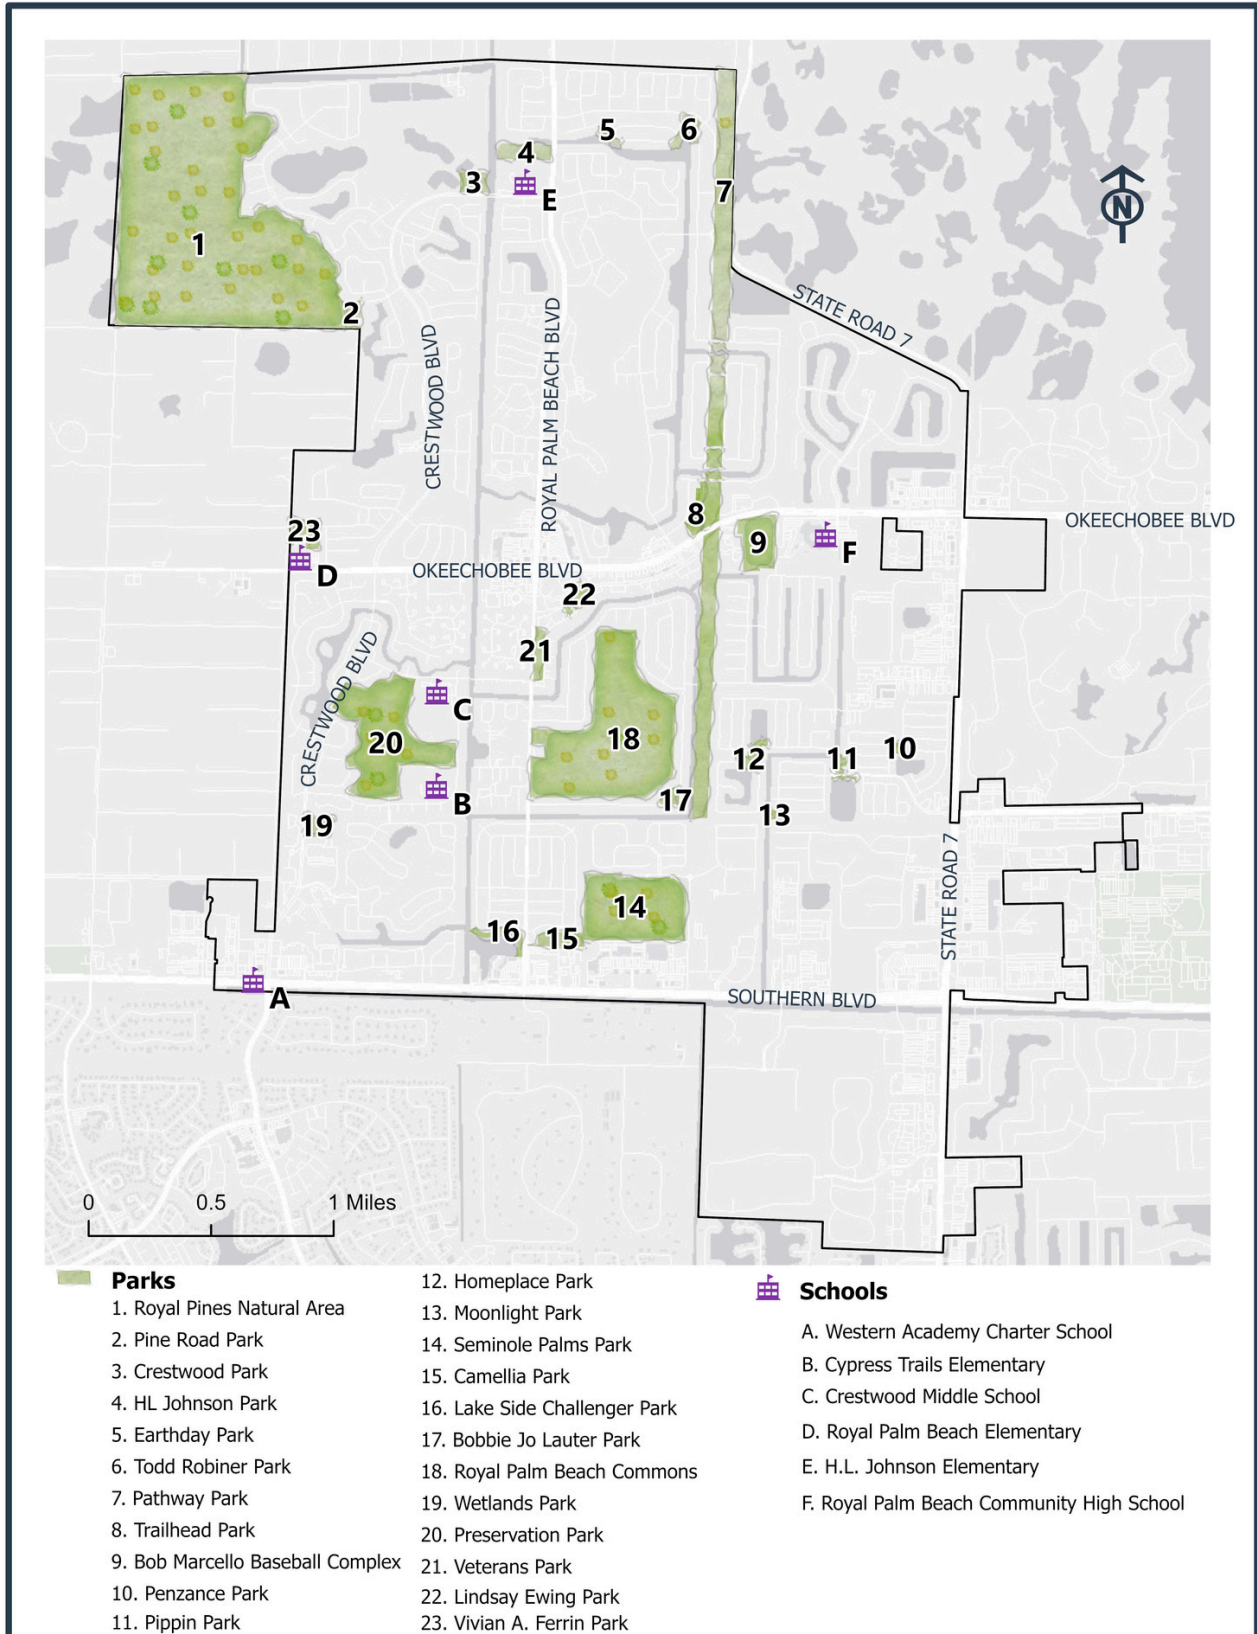 5
6
4
3
E
7
N
1
STATE ROAD 7
2
CRESTWOOD BLVD
ROYAL PALM BEACH BLVD
8
OKEECHOBEE BLVD
23
9
F
D
OKEECHOBEE BLVD
22
21
CRESTWOOD BLVD
C
20
18
12
11
10
B
17
13
19
STATE ROAD 7
14
16
15
A
SOUTHERN BLVD
0 0.5 1 Miles
Parks
1. Royal Pines Natural Area
2. Pine Road Park
3. Crestwood Park
4. HL Johnson Park
5. Earthday Park
6. Todd Robiner Park
7. Pathway Park
8. Trailhead Park
9. Bob Marcello Baseball Complex
10. Penzance Park
11. Pippin Park
12. Homeplace Park
13. Moonlight Park
14. Seminole Palms Park
15. Camellia Park
16. Lake Side Challenger Park
17. Bobbie Jo Lauter Park
18. Royal Palm Beach Commons
19. Wetlands Park
20. Preservation Park
21. Veterans Park
22. Lindsay Ewing Park
23. Vivian A. Ferrin Park
Schools
A. Western Academy Charter School
B. Cypress Trails Elementary
C. Crestwood Middle School
D. Royal Palm Beach Elementary
E. H.L. Johnson Elementary
F. Royal Palm Beach Community High School